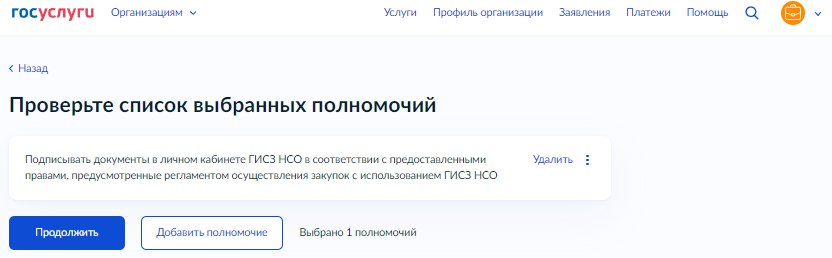 госуслуги Организациям Услуги Профиль организации Заявления Платежи Помощь
Назад
Проверьте список выбранных полномочий
Подписывать документы в личном кабинете ГИСЗ НСО в соответствии с предоставленными Удалить
правами, предусмотренные регламентом осуществления закупок с использованием ГИСЗ НСО
Продолжить Добавить полномочие Выбрано 1 полномочий